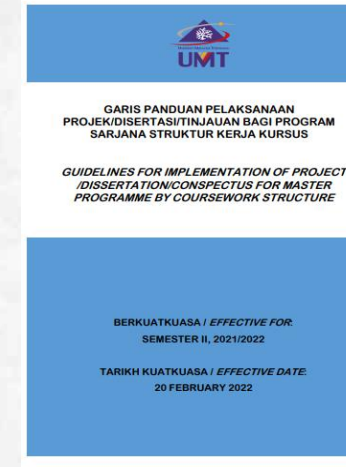 UMT
GARIS PANDUAN PELAKSANAAN
PROJEK/DISERTASI/TINJAUAN BAGI PROGRAM
SARJANA STRUKTUR KERJA KURSUS
GUIDELINES FOR IMPLEMENTATION OF PROJECT
/DISSERTATION/CONSPECTUS FOR MASTER
PROGRAMME BY COURSEWORK STRUCTURE
BERKUATKUASA / EFFECTIVE FOR:
SEMESTER II, 2021/2022
TARIKH KUATKUASA / EFFECTIVE DATE:
20 FEBRUARY 2022